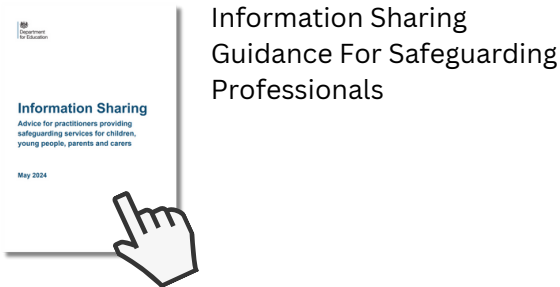 Department
for Education
Information Sharing
Advice for practitioners providing
safeguarding services for children,
young people, parents and carers
May 2024
Information Sharing
Guidance For Safeguarding
Professionals